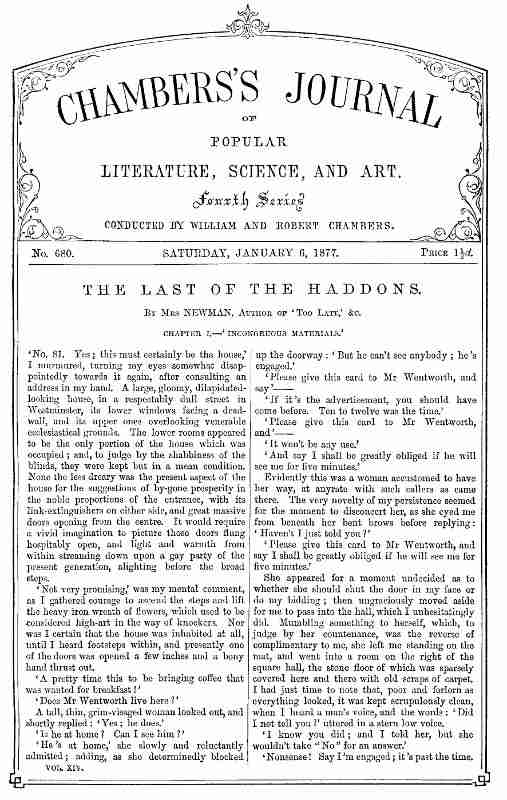 CHAMBERS'S JOURNAL
OF
POPULAR
LITERATURE, SCIENCE, AND ART.
Fourth Series
CONDUCTED BY WILLIAM AND ROBERT CHAMBERS.
No. 680. SATURDAY, JANUARY 6, 1877. PRICE 1½d.
THE LAST OF THE HADDONS.
BY MRS NEWMAN, AUTHOR OF 'TOO LATE,' &c.
CHAPTER I.—'INCONGRUOUS MATERIALS.'
'No. 81. Yes; this must certainly be the house,'
I murmured, turning my eyes somewhat disap-
pointedly towards it again, after consulting an
address in my hand. A large, gloomy, dilapidated-
looking house, in a respectably dull street in
Westminster, its lower windows facing a dead-
wall, and its upper ones overlooking venerable
ecclesiastical grounds. The lower rooms appeared
to be the only portion of the house which was
occupied; and, to judge by the shabbiness of the
blinds, they were kept but in a mean condition.
None the less dreary was the present aspect of the
house for the suggestions of by-gone prosperity in
the noble proportions of the entrance, with its
link-extinguishers on either side, and great massive
doors opening from the centre. It would require
a vivid imagination to picture those doors flung
hospitably open, and light and warmth from
within streaming down upon a gay party of the
present generation, alighting before the broad
steps.
'Not very promising,' was my mental comment,
as I gathered courage to ascend the steps and lift
the heavy iron wreath of flowers, which used to be
considered high-art in the way of knockers. Nor
was I certain that the house was inhabited at all,
until I heard footsteps within, and presently one
of the doors was opened a few inches and a bony
hand thrust out.
'A pretty time this to be bringing coffee that
was wanted for breakfast!'
'Does Mr Wentworth live here?'
A tall, thin, grim-visaged woman looked out, and
shortly replied: 'Yes; he does.'
'Is he at home? Can I see him?'
'He's at home,' she slowly and reluctantly
admitted; adding, as she determinedly blocked
VOL. XIV.
up the doorway: 'But he can't see anybody; he's
engaged.'
'Please give this card to Mr Wentworth, and
say'——
'If it's the advertisement, you should have
come before. Ten to twelve was the time.'
'Please give this card to Mr Wentworth,
and'——
'It won't be any use.'
'And say I shall be greatly obliged if he will
see me for five minutes.'
Evidently this was a woman accustomed to have
her way, at anyrate with such callers as came
there. The very novelty of my persistence seemed
for the moment to disconcert her, as she eyed me
from beneath her bent brows before replying:
'Haven't I just told you?'
'Please give this card to Mr Wentworth, and
say I shall be greatly obliged if he will see me for
five minutes.'
She appeared for a moment undecided as to
whether she should shut the door in my face or
do my bidding; then ungraciously moved aside
for me to pass into the hall, which I unhesitatingly
did. Mumbling something to herself, which, to
judge by her countenance, was the reverse of
complimentary to me, she left me standing on the
mat, and went into a room on the right of the
square hall, the stone floor of which was sparsely
covered here and there with old scraps of carpet.
I had just time to note that, poor and forlorn as
everything looked, it was kept scrupulously clean,
when I heard a man's voice, and the words: 'Did
I not tell you?' uttered in a stern low voice.
'I know you did; and I told her, but she
wouldn't take "No" for an answer.'
'Nonsense! Say I'm engaged; it's past the time.